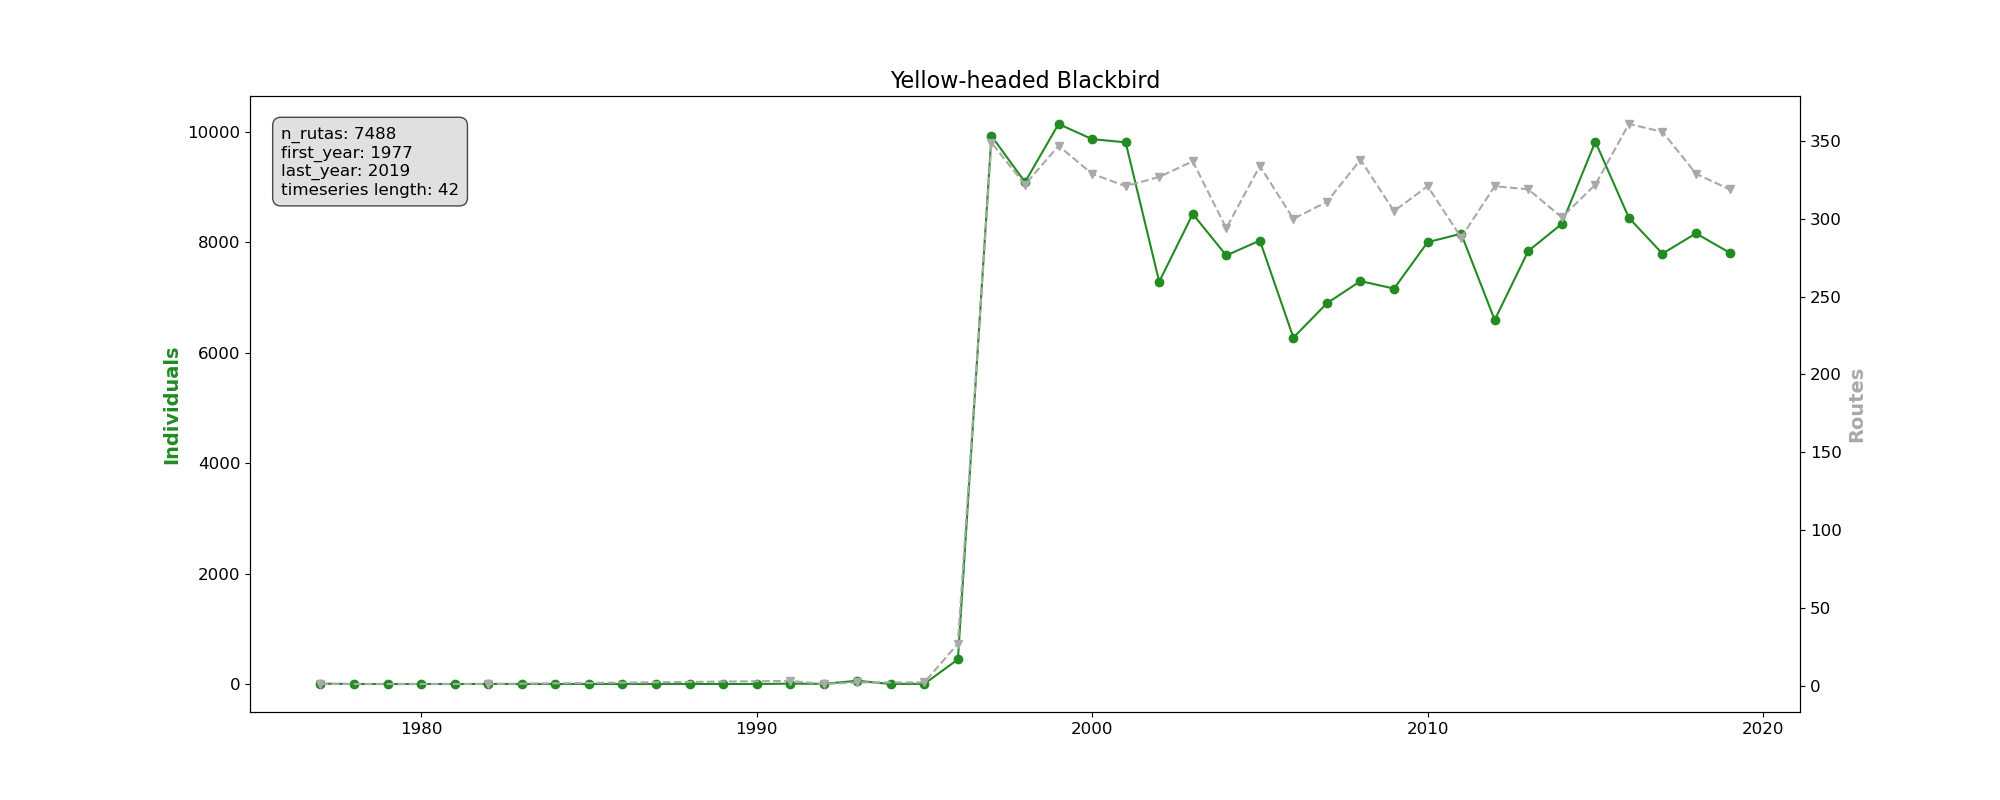 Yellow-headed Blackbird
n_rutas: 7488
first_year: 1977
last_year: 2019
timeseries length: 42
10000
8000
6000
4000
2000
0
Individuals
350
300
250
200
150
100
50
0
Routes
1980
1990
2000
2010
2020